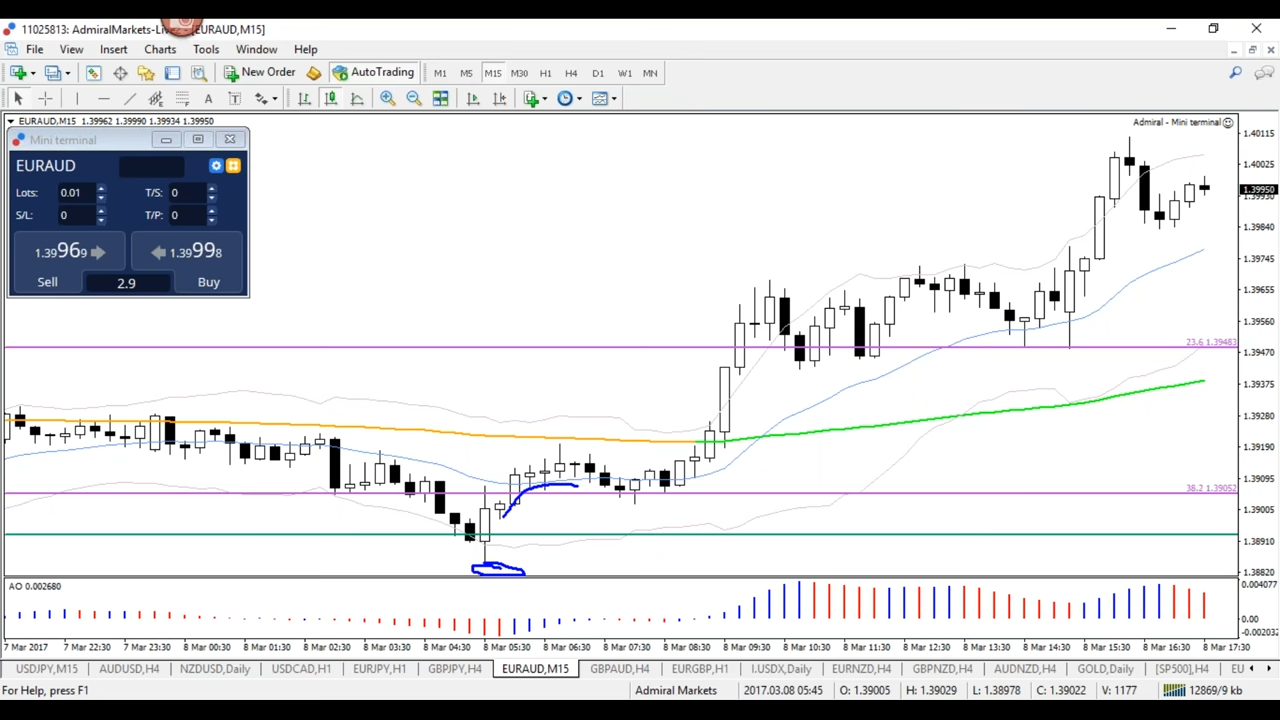 11025813: AdmiralMarkets-Li [EURAUD,M15]
File View Insert Charts Tools Window Help
New Order AutoTrading M1 M5 M15 M30 H1 H4 D1 W1 MN
A T
EURAUD,M15 1.39962 1.39990 1.39934 1.39950
Admiral - Mini terminal
Mini terminal
EURAUD
Lots: 0.01 T/S: 0
S/L: 0 T/P: 0
1.39969 1.39998
Sell 2.9 Buy
1.40115
1.40025
1.39950
1.39930
1.39840
1.39745
1.39655
1.39560
23.6 1.39483
1.39470
1.39375
1.39280
1.39190
1.39095
38.2 1.39052
1.39005
1.38910
1.38820
AO 0.002680
0.004077
0.00
-0.002032
7 Mar 2017 7 Mar 22:30 7 Mar 23:30 8 Mar 00:30 8 Mar 01:30 8 Mar 02:30 8 Mar 03:30 8 Mar 04:30 8 Mar 05:30 8 Mar 06:30 8 Mar 07:30 8 Mar 08:30 8 Mar 09:30 8 Mar 10:30 8 Mar 11:30 8 Mar 12:30 8 Mar 13:30 8 Mar 14:30 8 Mar 15:30 8 Mar 16:30 8 Mar 17:30
USDJPY,M15 AUDUSD,H4 NZDUSD,Daily USDCAD,H1 EURJPY,H1 GBPJPY,H4 EURAUD,M15 GBPAUD,H4 EURGBP,H1 I.USDX,Daily EURNZD,H4 GBPNZD,H4 AUDNZD,H4 GOLD,Daily [SP500],H4 EU
For Help, press F1 Admiral Markets 2017.03.08 05:45 O: 1.39005 H: 1.39029 L: 1.38978 C: 1.39022 V: 1177 12869/9 kb